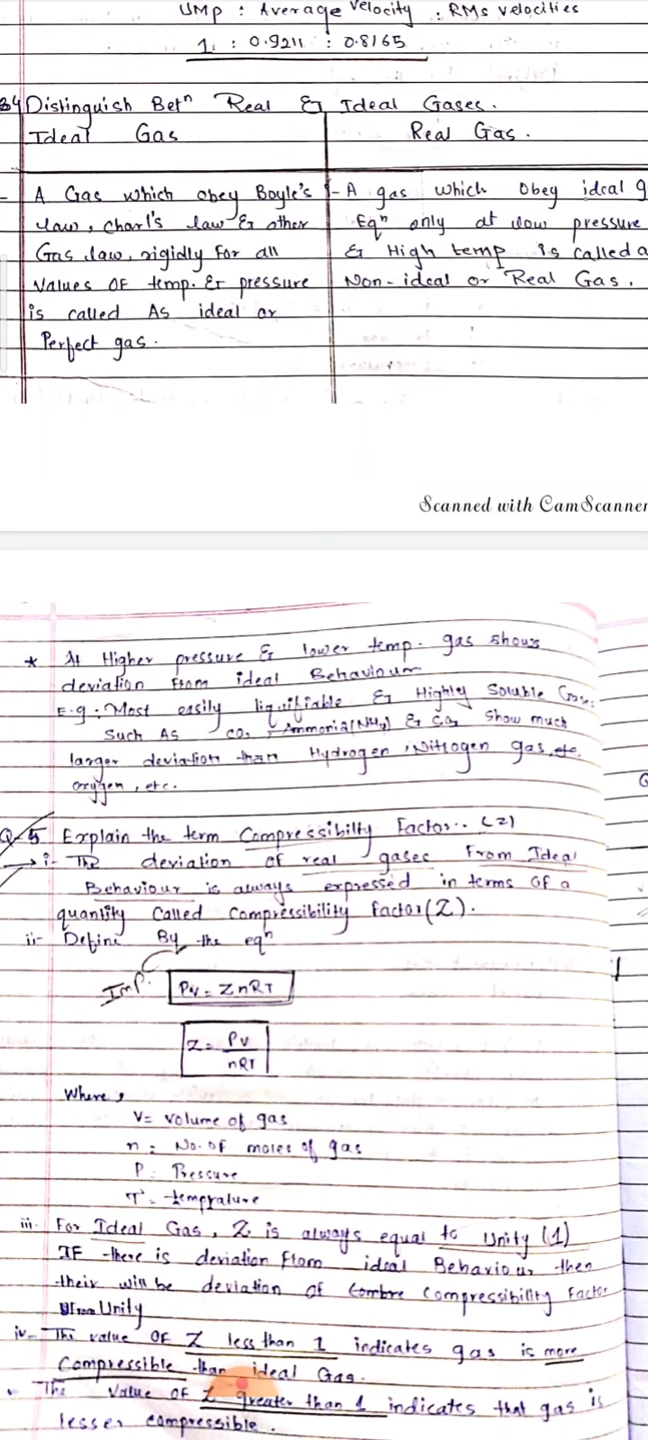 UMp : Average velocity : RMs velocities
1 : 0.9211 : 0.8165
Distinguish Betn Real & Ideal Gases.
Ideal Gas
Real Gas.
- A Gas which obey Boyle's
law, Charl's law & other
Gas law, rigidly for all
values OF temp. & pressure
is called As ideal or
Perfect gas.
- A gas which obey ideal g
Eqn only at low pressure
& High temp is called a
Non-ideal or Real Gas.
Scanned with CamScanner
* At Higher pressure & lower temp. gas shows
deviation from ideal Behaviour
E.g: Most easily liquifiable & Highly Soluble
Such As CO2, Ammonia(NH3) & show much
larger deviation than Hydrogen, Nitrogen gas, etc.
oxygen, etc.
Q-5 Explain the term Compressibilty Factor.. (Z)
→ i- The deviation of real gases From Ideal
Behaviour is always expressed in terms of a
quantity Called Compressibility factor(Z).
ii- Define By the eqn
Imp. PV = ZnRT
Z = PV
nRT
Where,
V= volume of gas
n = No. of moles of gas
P = Pressure
T = temprature
iii- For Ideal Gas, Z is always equal to Unity (1)
IF there is deviation from ideal Behaviour then
their will be deviation of Compressibility Factor
Unity
iv- The value OF Z less than 1 indicates gas is more
Compressible than ideal Gas.
v- The value OF Z greater than 1 indicates that gas is
lesser compressible.